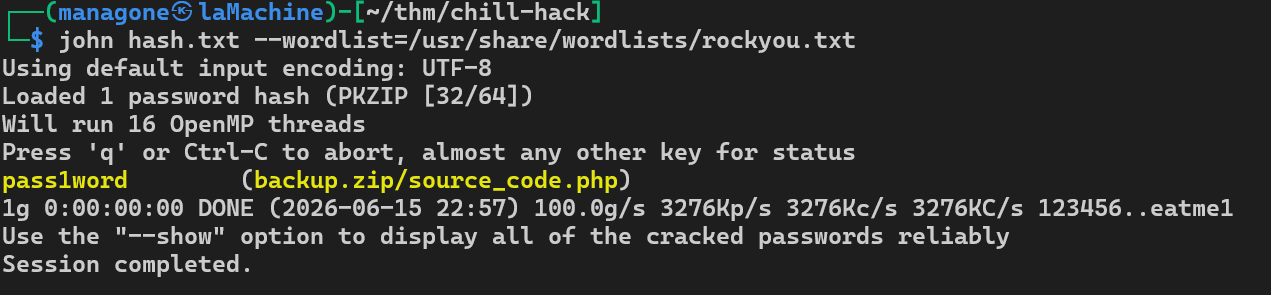 ┌──(managone㉿laMachine)-[~/thm/chill-hack]
└─$ john hash.txt --wordlist=/usr/share/wordlists/rockyou.txt
Using default input encoding: UTF-8
Loaded 1 password hash (PKZIP [32/64])
Will run 16 OpenMP threads
Press 'q' or Ctrl-C to abort, almost any other key for status
pass1word        (backup.zip/source_code.php)
1g 0:00:00:00 DONE (2026-06-15 22:57) 100.0g/s 3276Kp/s 3276Kc/s 3276KC/s 123456..eatme1
Use the "--show" option to display all of the cracked passwords reliably
Session completed.